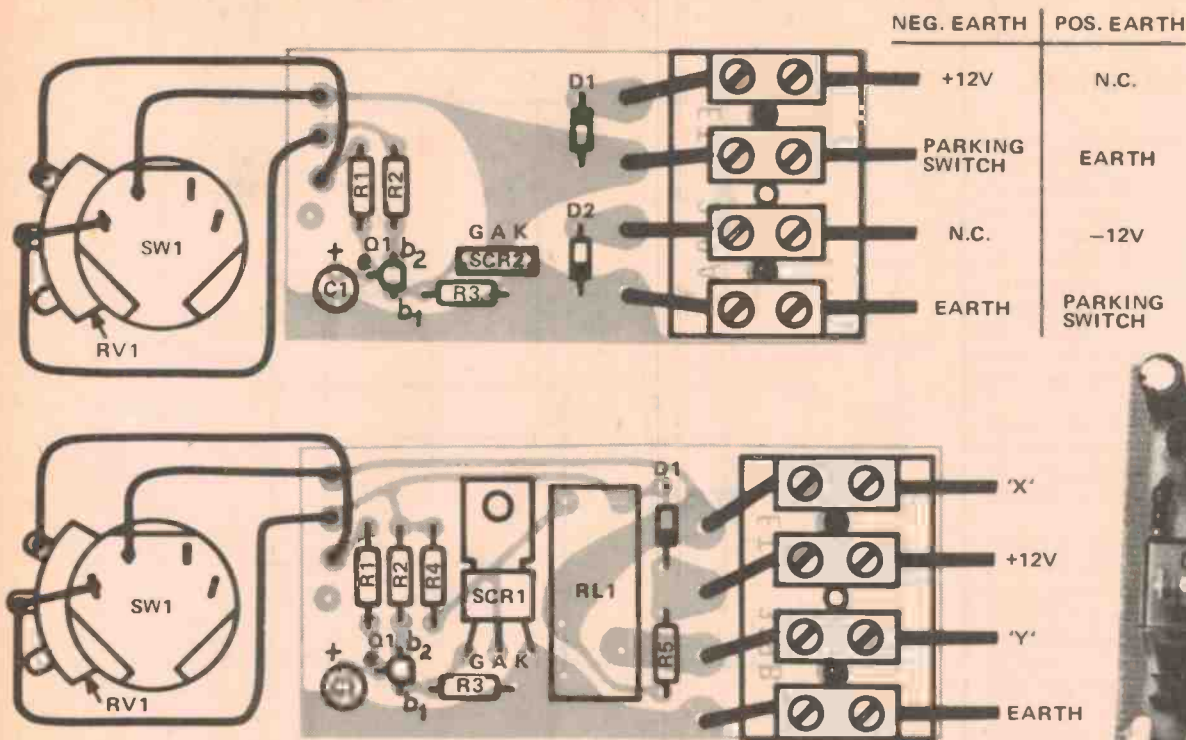 NEG. EARTH POS. EARTH
+12V N.C.
PARKING SWITCH EARTH
N.C. −12V
EARTH PARKING SWITCH
D1
R1 R2
D2
G A K
SCR2
SW1
+ Q1 b2
C1
R3
b1
RV1
D1
'X'
+12V
'Y'
EARTH
R1 R2 R4
SCR1
RL1
SW1
+ Q1 b2
G A K
R3
R5
C1
b1
RV1